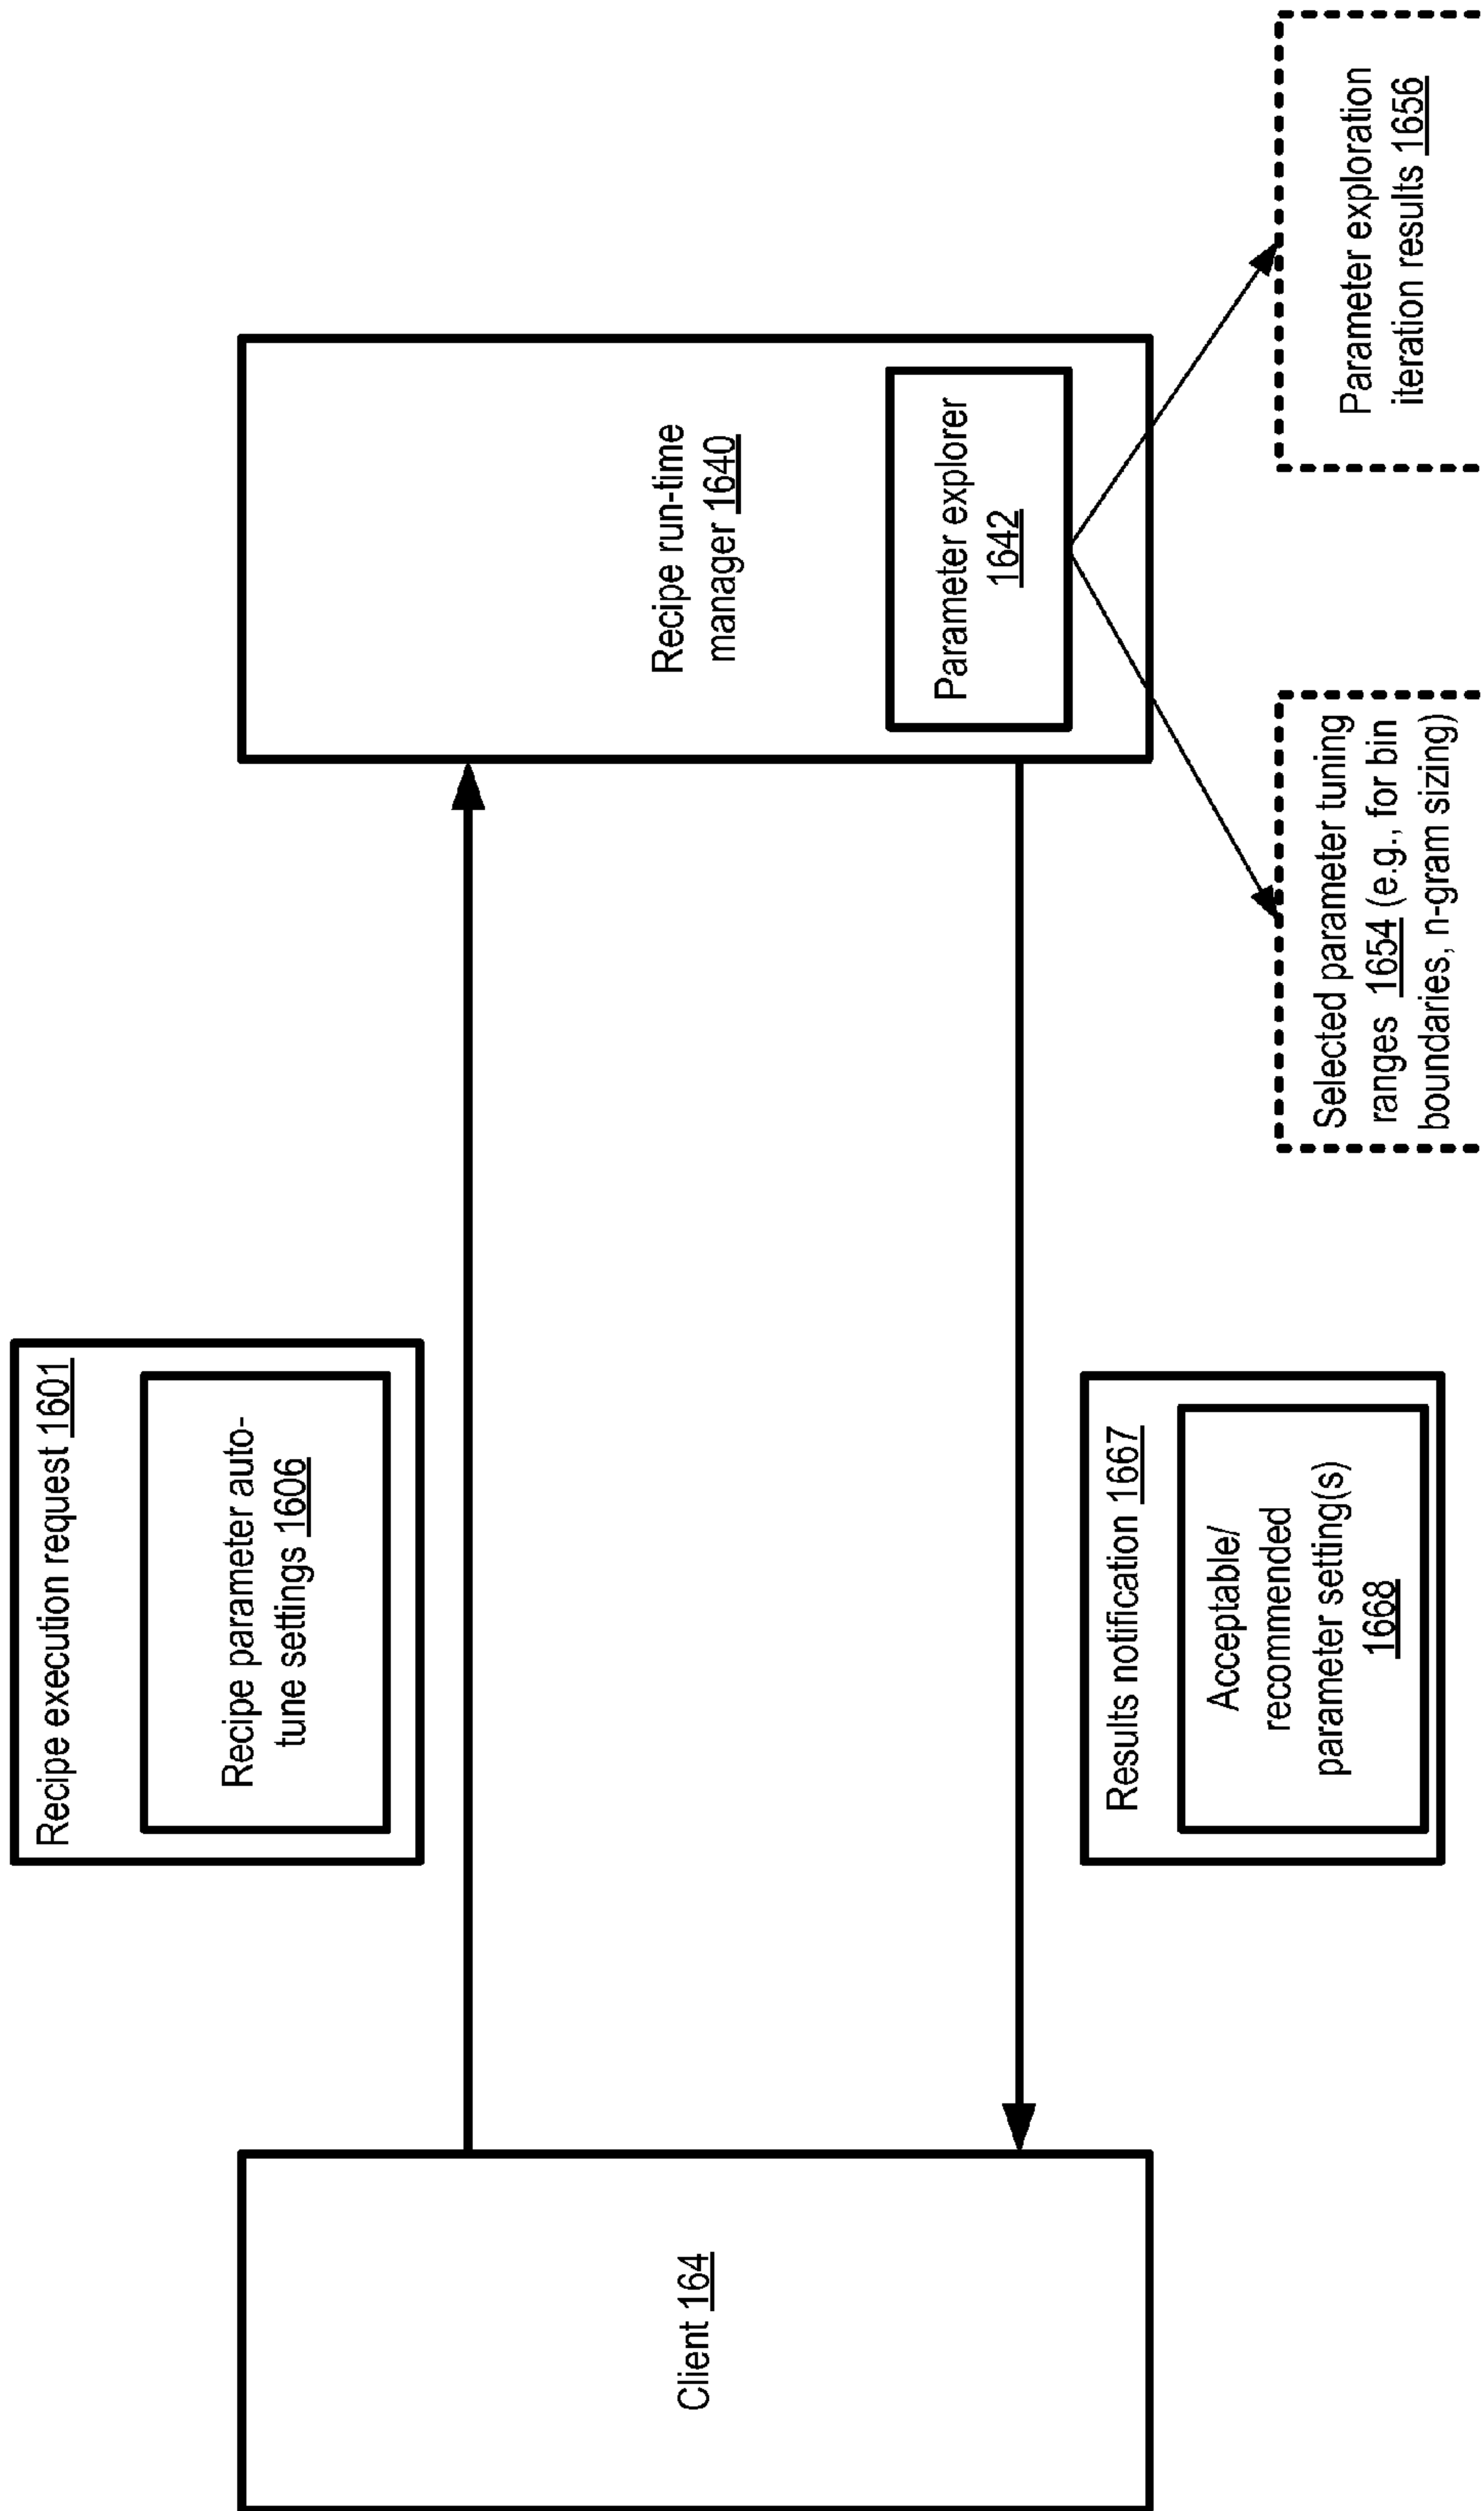 Recipe execution request 1601
Recipe parameter auto-
tune settings 1606
Client 164
Recipe run-time
manager 1640
Parameter explorer
1642
Results notification 1667
Acceptable/
recommended
parameter setting(s)
1668
Selected parameter tuning
ranges 1654 (e.g., for bin
boundaries, n-gram sizing)
Parameter exploration
iteration results 1656